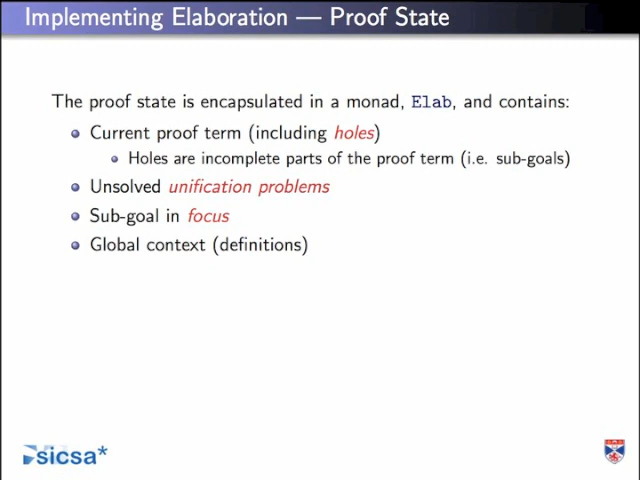 Implementing Elaboration — Proof State
The proof state is encapsulated in a monad, Elab, and contains:
Current proof term (including holes)
Holes are incomplete parts of the proof term (i.e. sub-goals)
Unsolved unification problems
Sub-goal in focus
Global context (definitions)
sicsa*